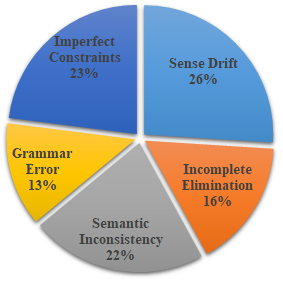 Imperfect
Constraints
23%
Sense Drift
26%
Grammar
Error
13%
Incomplete
Elimination
16%
Semantic
Inconsistency
22%